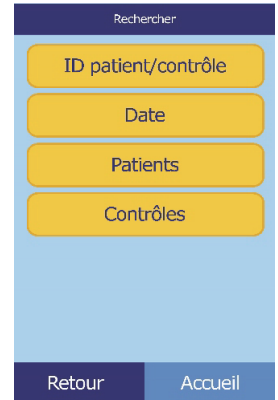 Rechercher
ID patient/contrôle
Date
Patients
Contrôles
Retour
Accueil